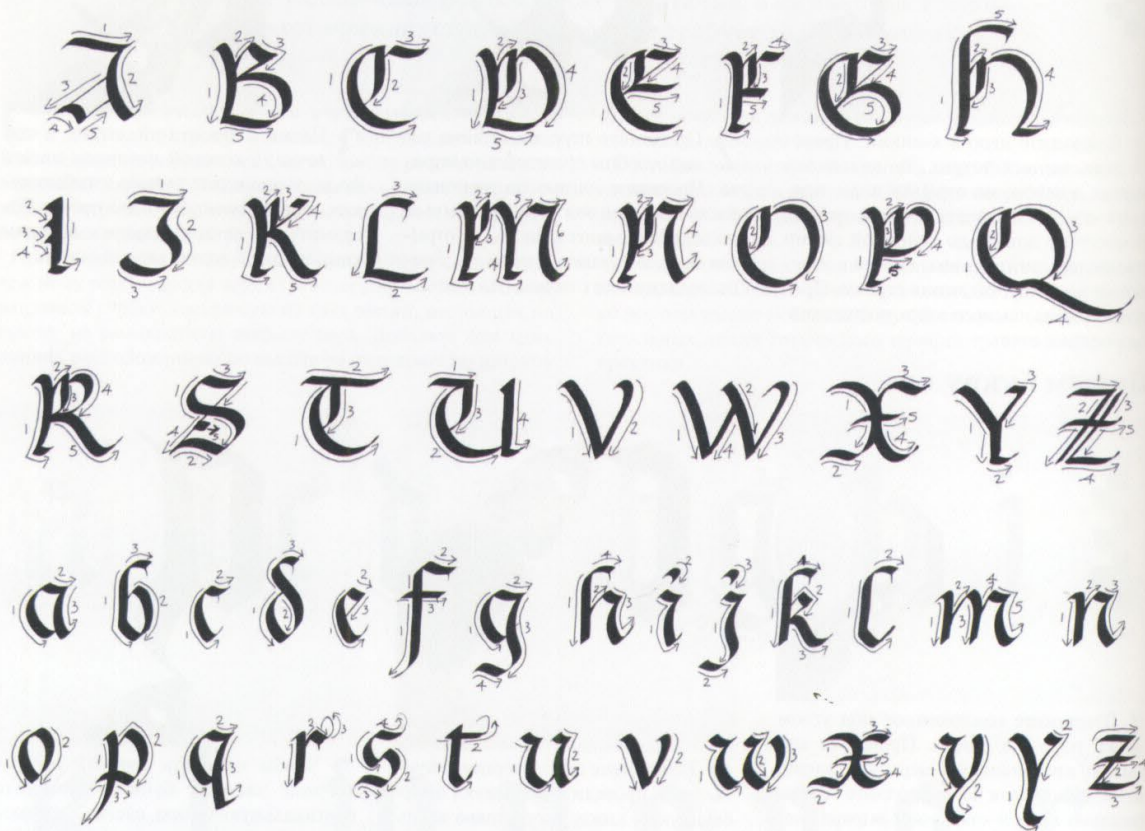 A B C D E F G H
I J K L M N O P Q
R S T U V W X Y Z
a b c d e f g h i j k l m n
o p q r s t u v w x y y z